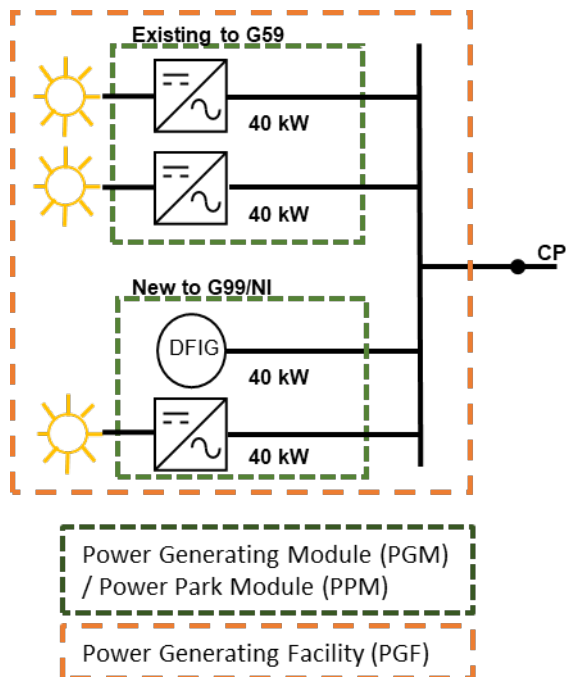 Existing to G59
40 kW
40 kW
CP
New to G99/NI
DFIG
40 kW
40 kW
Power Generating Module (PGM)
/ Power Park Module (PPM)
Power Generating Facility (PGF)